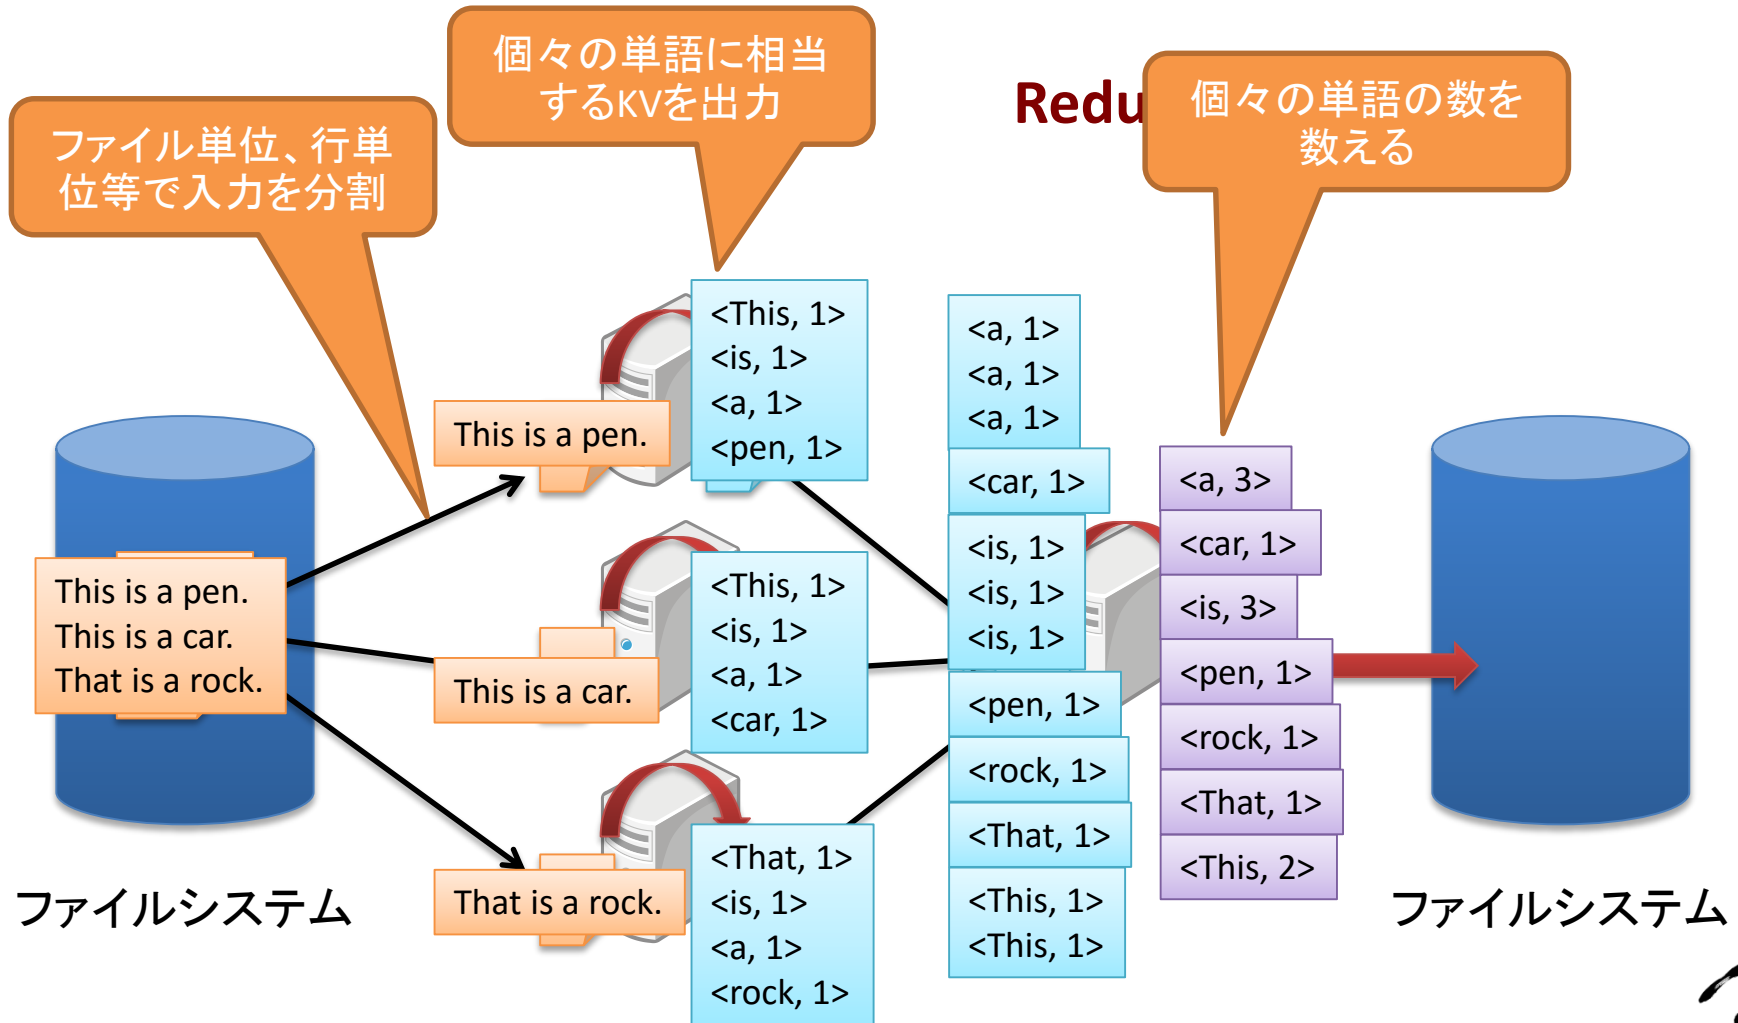 個々の単語に相当
するKVを出力
Redu
個々の単語の数を
数える
ファイル単位、行単
位等で入力を分割
This is a pen.
This is a car.
That is a rock.
ファイルシステム
This is a pen.
<This, 1>
<is, 1>
<a, 1>
<pen, 1>
This is a car.
<This, 1>
<is, 1>
<a, 1>
<car, 1>
That is a rock.
<That, 1>
<is, 1>
<a, 1>
<rock, 1>
<a, 1>
<a, 1>
<a, 1>
<car, 1>
<is, 1>
<is, 1>
<is, 1>
<pen, 1>
<rock, 1>
<That, 1>
<This, 1>
<This, 1>
<a, 3>
<car, 1>
<is, 3>
<pen, 1>
<rock, 1>
<That, 1>
<This, 2>
ファイルシステム